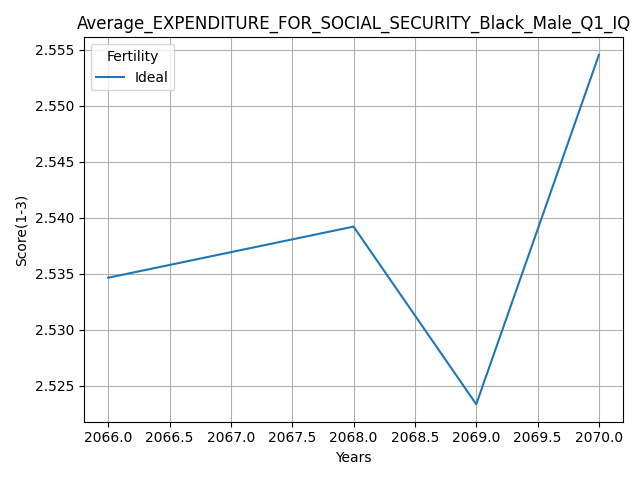 Average_EXPENDITURE_FOR_SOCIAL_SECURITY_Black_Male_Q1_IQ
Fertility
Ideal
Score(1-3)
2.555
2.550
2.545
2.540
2.535
2.530
2.525
2066.0 2066.5 2067.0 2067.5 2068.0 2068.5 2069.0 2069.5 2070.0
Years